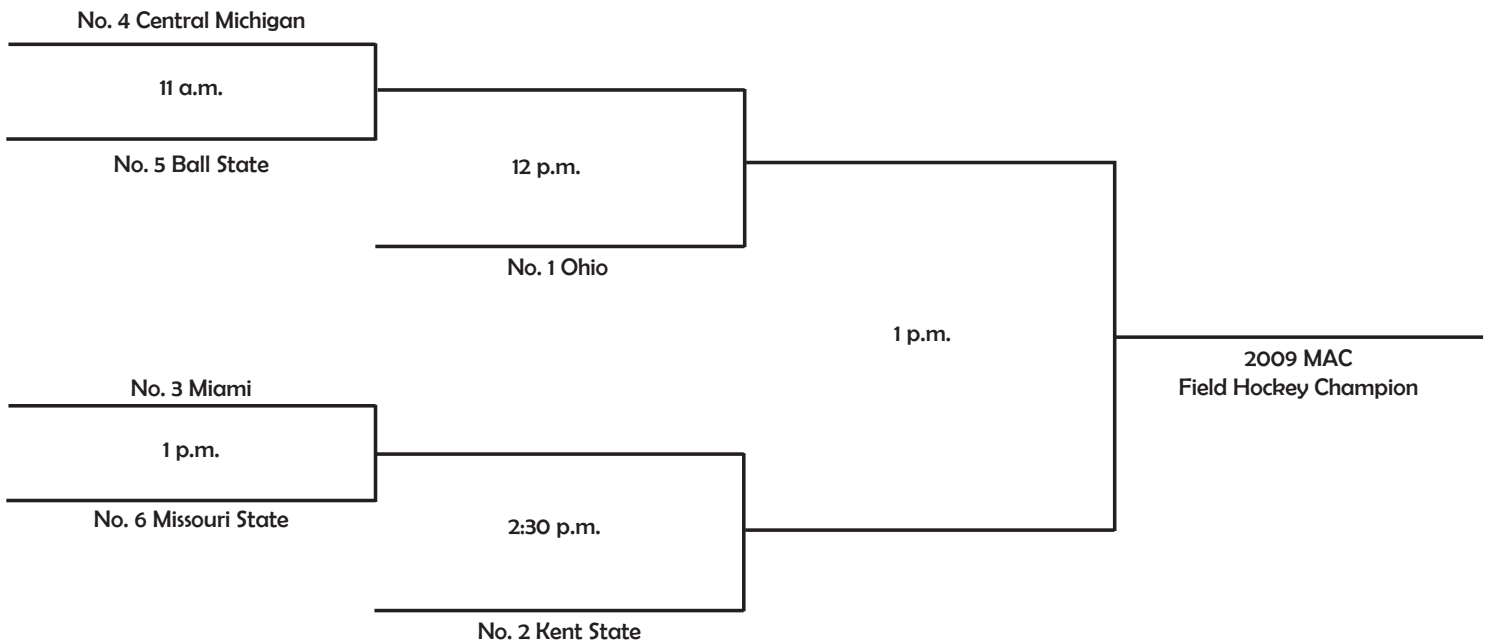 No. 4 Central Michigan
11 a.m.
No. 5 Ball State
12 p.m.
No. 1 Ohio
1 p.m.
2009 MAC
Field Hockey Champion
No. 3 Miami
1 p.m.
No. 6 Missouri State
2:30 p.m.
No. 2 Kent State